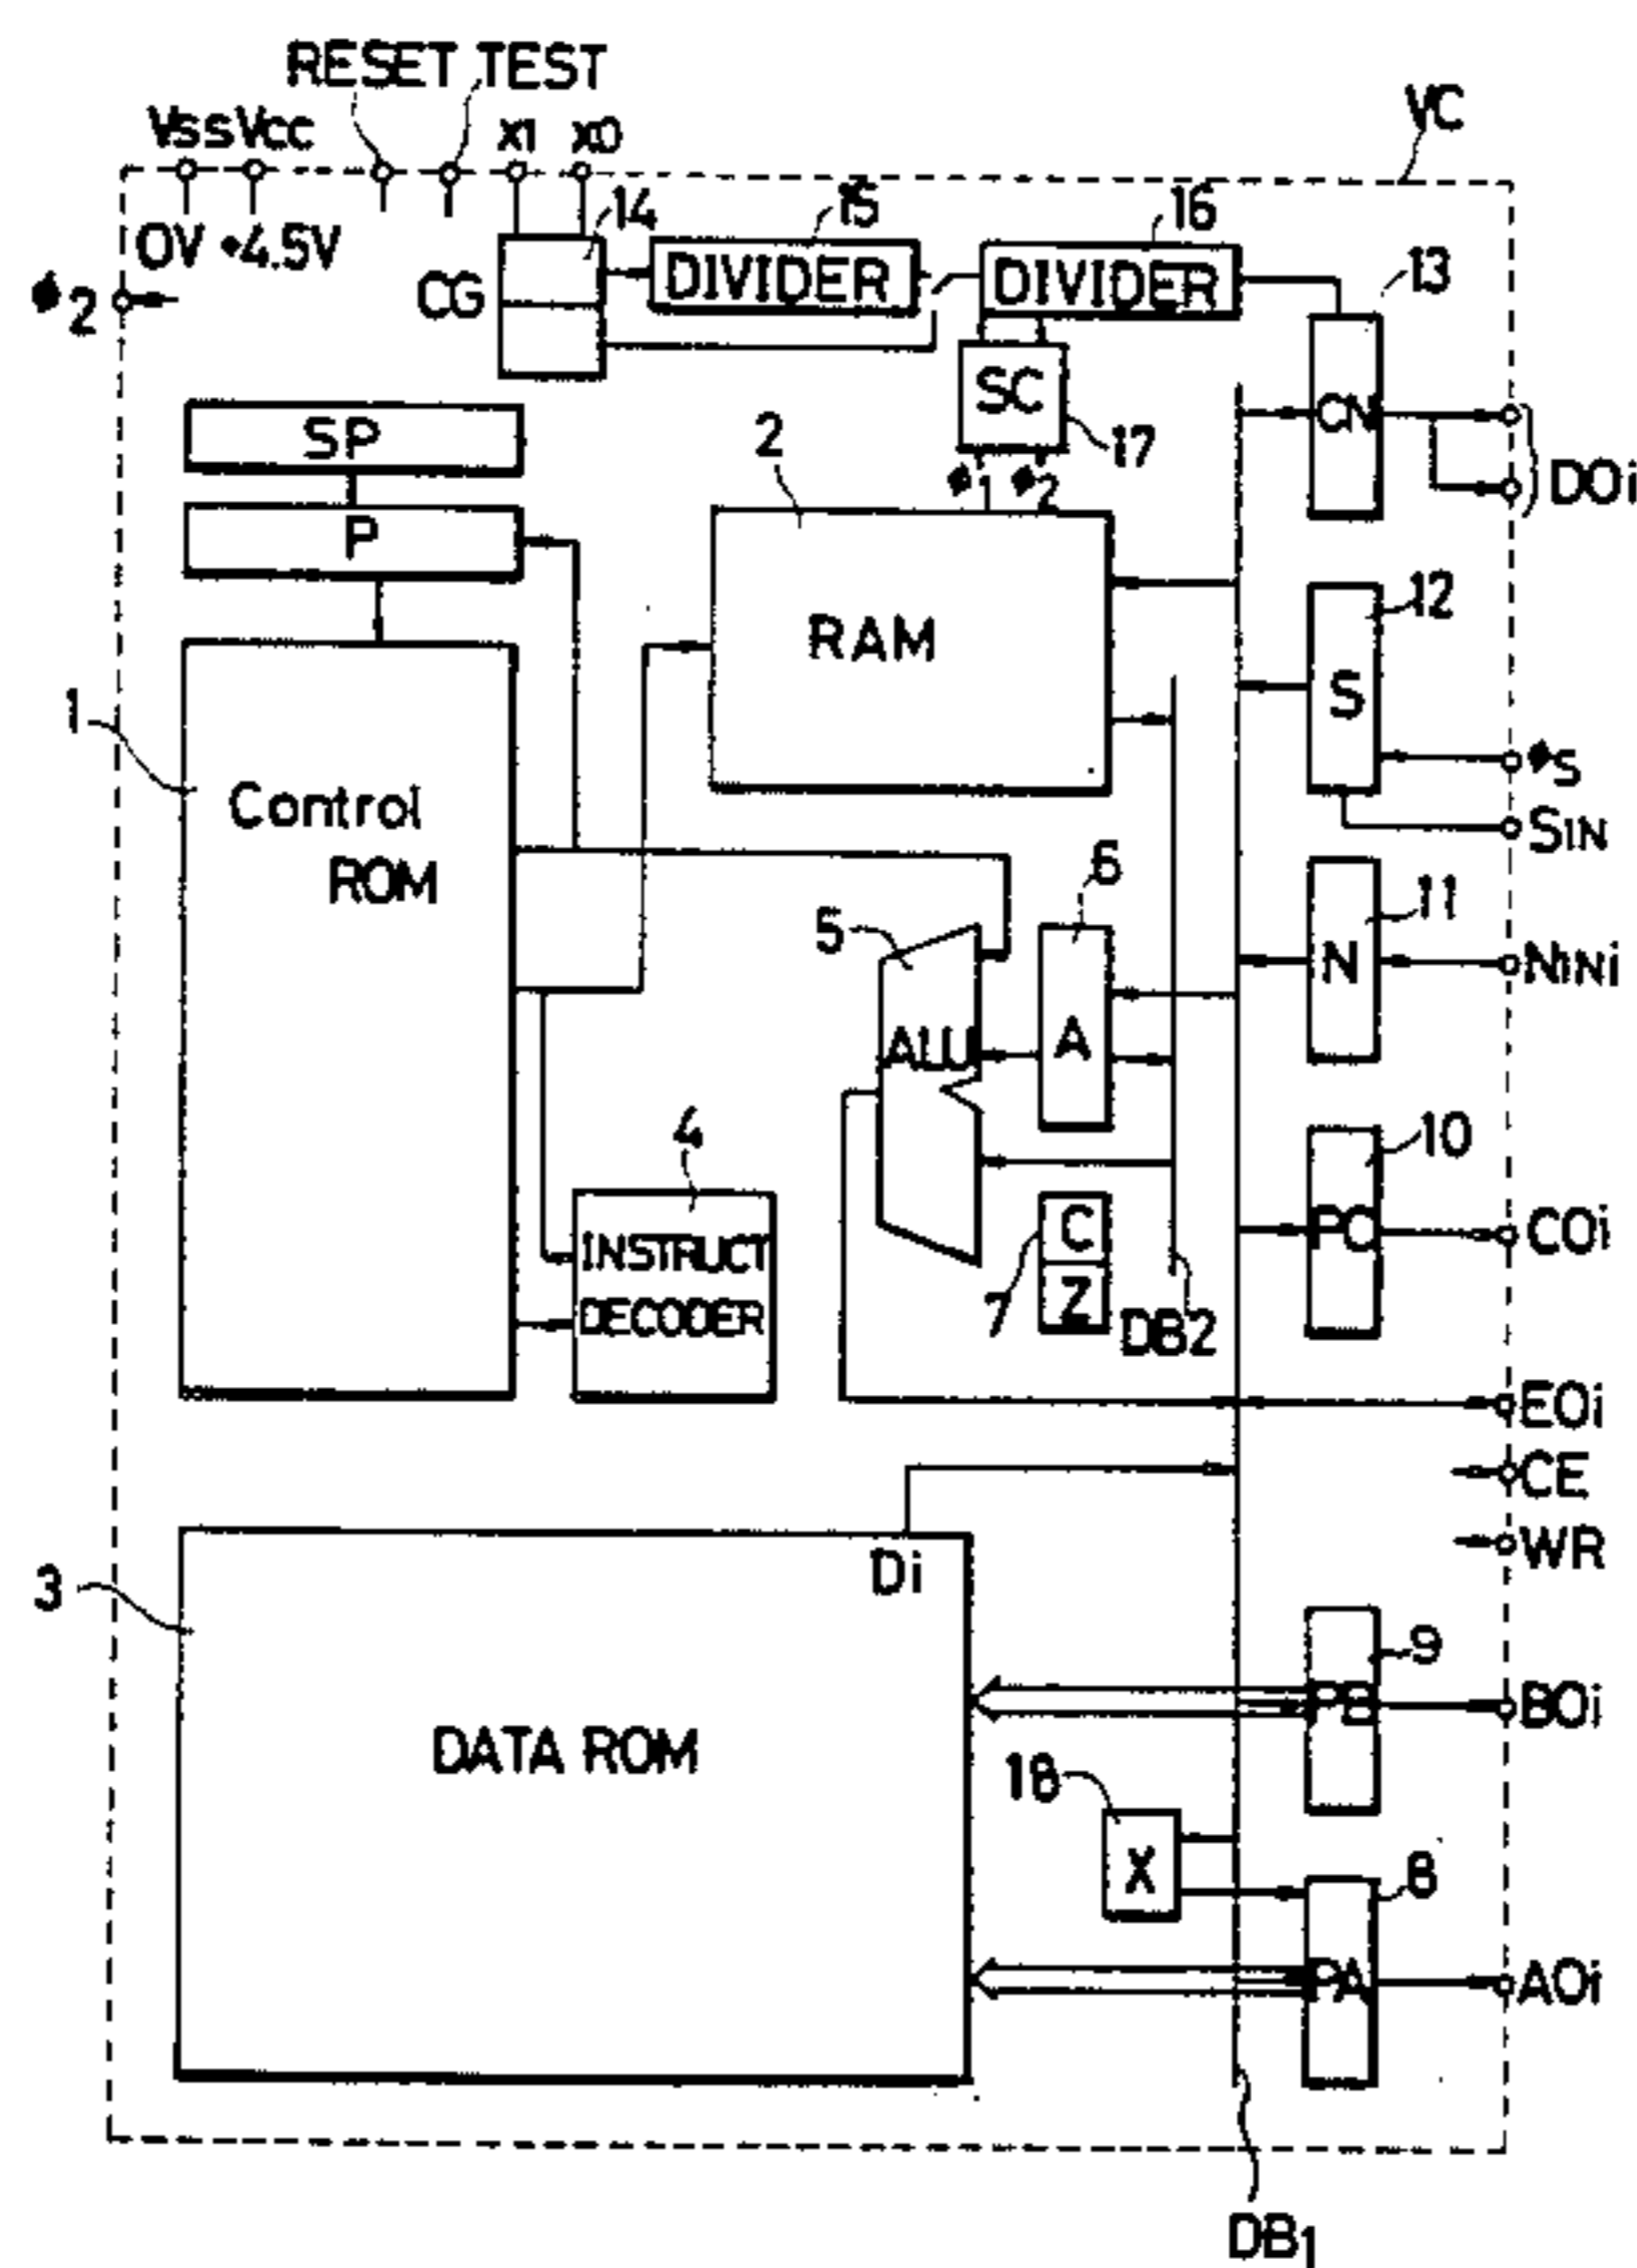 RESET TEST
VSS VCC
X1
X0
VC
0V
+4.5V
ϕ2
14
15
16
13
CG
DIVIDER
DIVIDER
SC
17
CN
DOi
SP
P
2
ϕ1
ϕ2
RAM
12
S
ϕS
SIN
1
Control
ROM
6
5
11
N
NINi
ALU
A
4
10
INSTRUCT
DECODER
C
Z
7
DB2
PC
COi
EOi
CE
WR
Di
3
9
PB
BOi
DATA ROM
18
X
8
PA
AOi
DB1